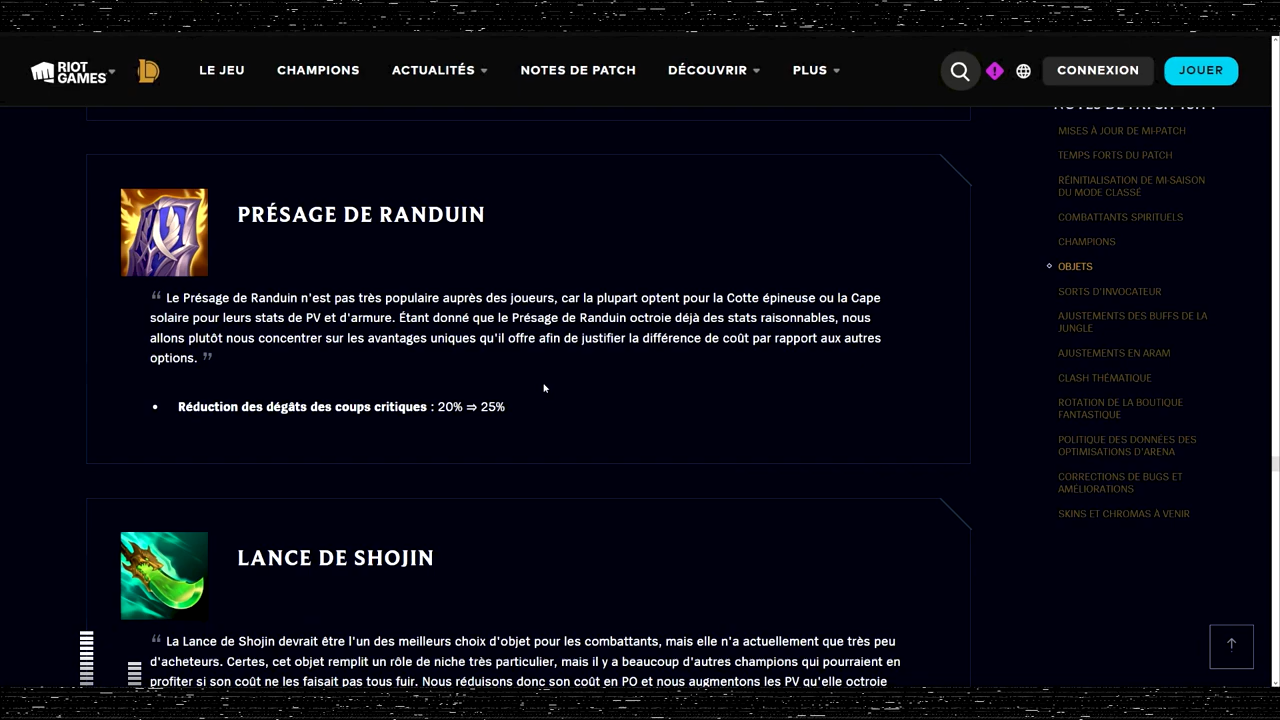 RIOT GAMES
LE JEU
CHAMPIONS
ACTUALITÉS
NOTES DE PATCH
DÉCOUVRIR
PLUS
CONNEXION
JOUER
PRÉSAGE DE RANDUIN
“ Le Présage de Randuin n'est pas très populaire auprès des joueurs, car la plupart optent pour la Cotte épineuse ou la Cape
solaire pour leurs stats de PV et d'armure. Étant donné que le Présage de Randuin octroie déjà des stats raisonnables, nous
allons plutôt nous concentrer sur les avantages uniques qu'il offre afin de justifier la différence de coût par rapport aux autres
options. ”
• Réduction des dégâts des coups critiques : 20% ⇒ 25%
LANCE DE SHOJIN
“ La Lance de Shojin devrait être l'un des meilleurs choix d'objet pour les combattants, mais elle n'a actuellement que très peu
d'acheteurs. Certes, cet objet remplit un rôle de niche très particulier, mais il y a beaucoup d'autres champions qui pourraient en
profiter si son coût ne les faisait pas tous fuir. Nous réduisons donc son coût en PO et nous augmentons les PV qu'elle octroie
MISES À JOUR DE MI-PATCH
TEMPS FORTS DU PATCH
RÉINITIALISATION DE MI-SAISON
DU MODE CLASSÉ
COMBATTANTS SPIRITUELS
CHAMPIONS
OBJETS
SORTS D'INVOCATEUR
AJUSTEMENTS DES BUFFS DE LA
JUNGLE
AJUSTEMENTS EN ARAM
CLASH THÉMATIQUE
ROTATION DE LA BOUTIQUE
FANTASTIQUE
POLITIQUE DES DONNÉES DES
OPTIMISATIONS D'ARENA
CORRECTIONS DE BUGS ET
AMÉLIORATIONS
SKINS ET CHROMAS À VENIR